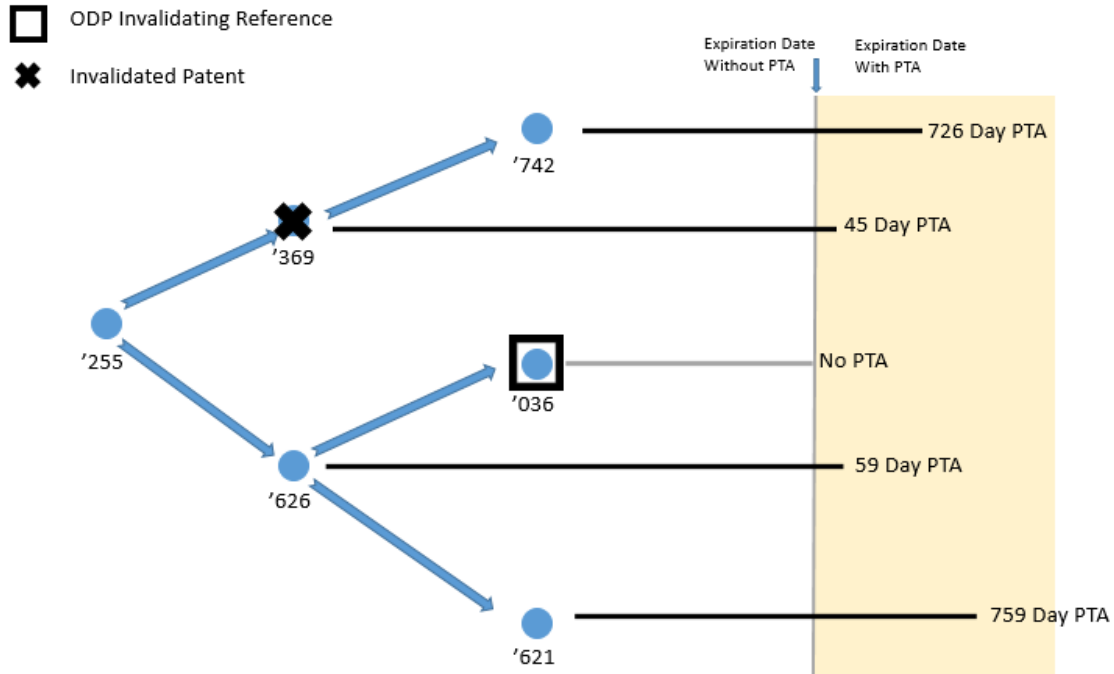 ODP Invalidating Reference
Invalidated Patent
Expiration Date
Without PTA
Expiration Date
With PTA
726 Day PTA
’742
45 Day PTA
’369
’255
No PTA
’036
59 Day PTA
’626
759 Day PTA
’621